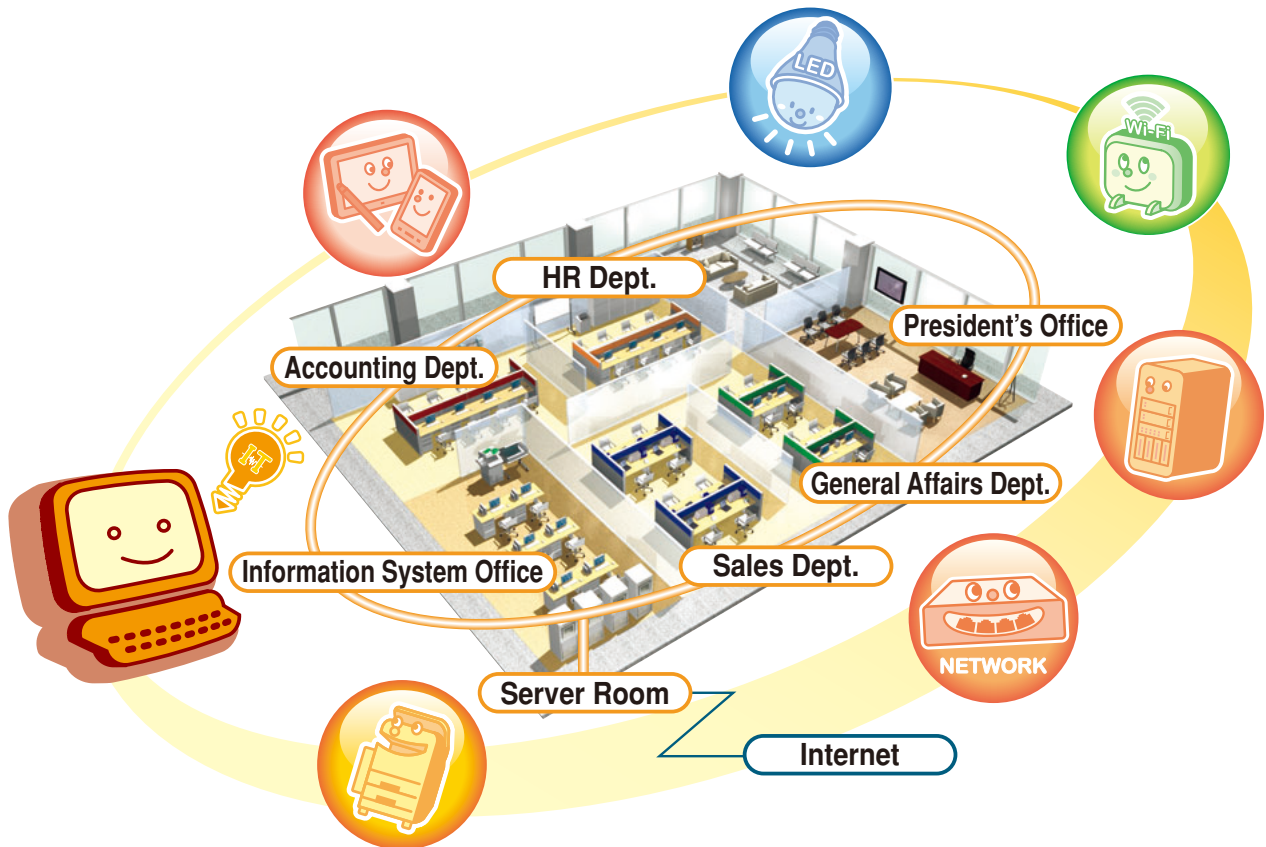 LED
Wi-Fi
HR Dept.
President's Office
Accounting Dept.
General Affairs Dept.
Information System Office
Sales Dept.
NETWORK
Server Room
Internet